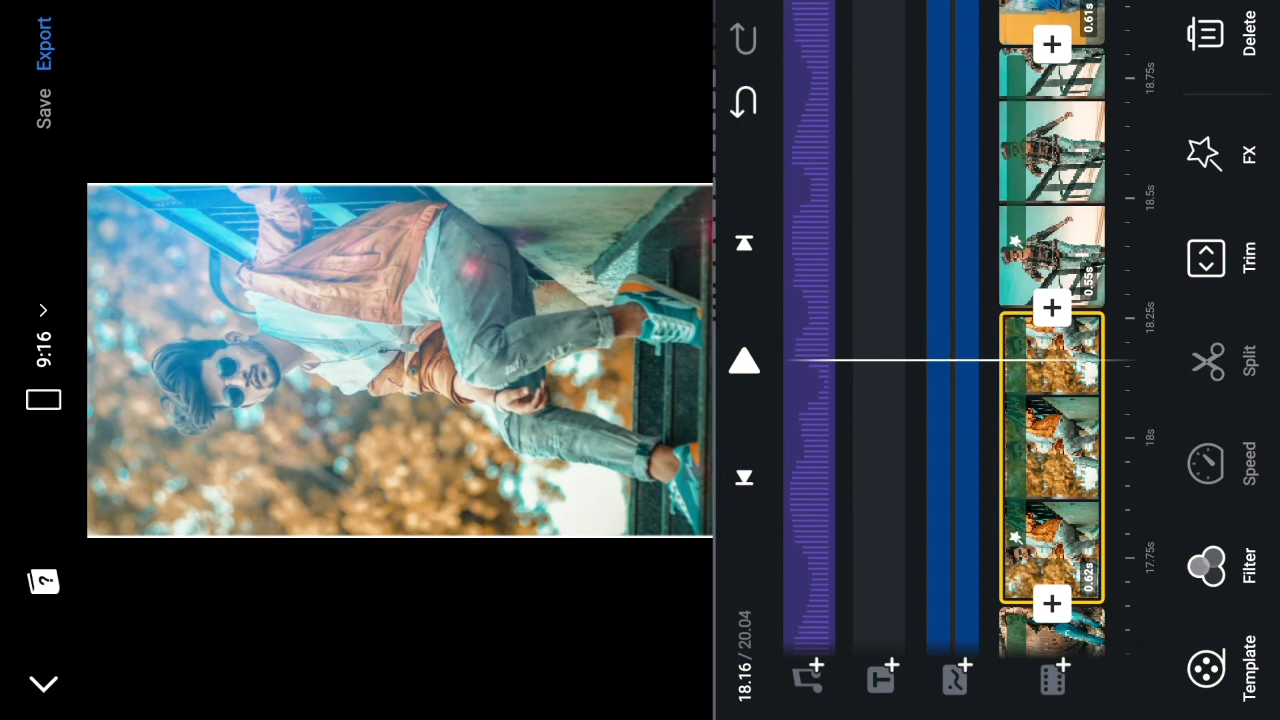 9:16
Save
Export
18.16 / 20.04
0.62s
0.55s
0.61s
17.75s
18s
18.25s
18.5s
18.75s
Template
Filter
Speed
Split
Trim
FX
Delete